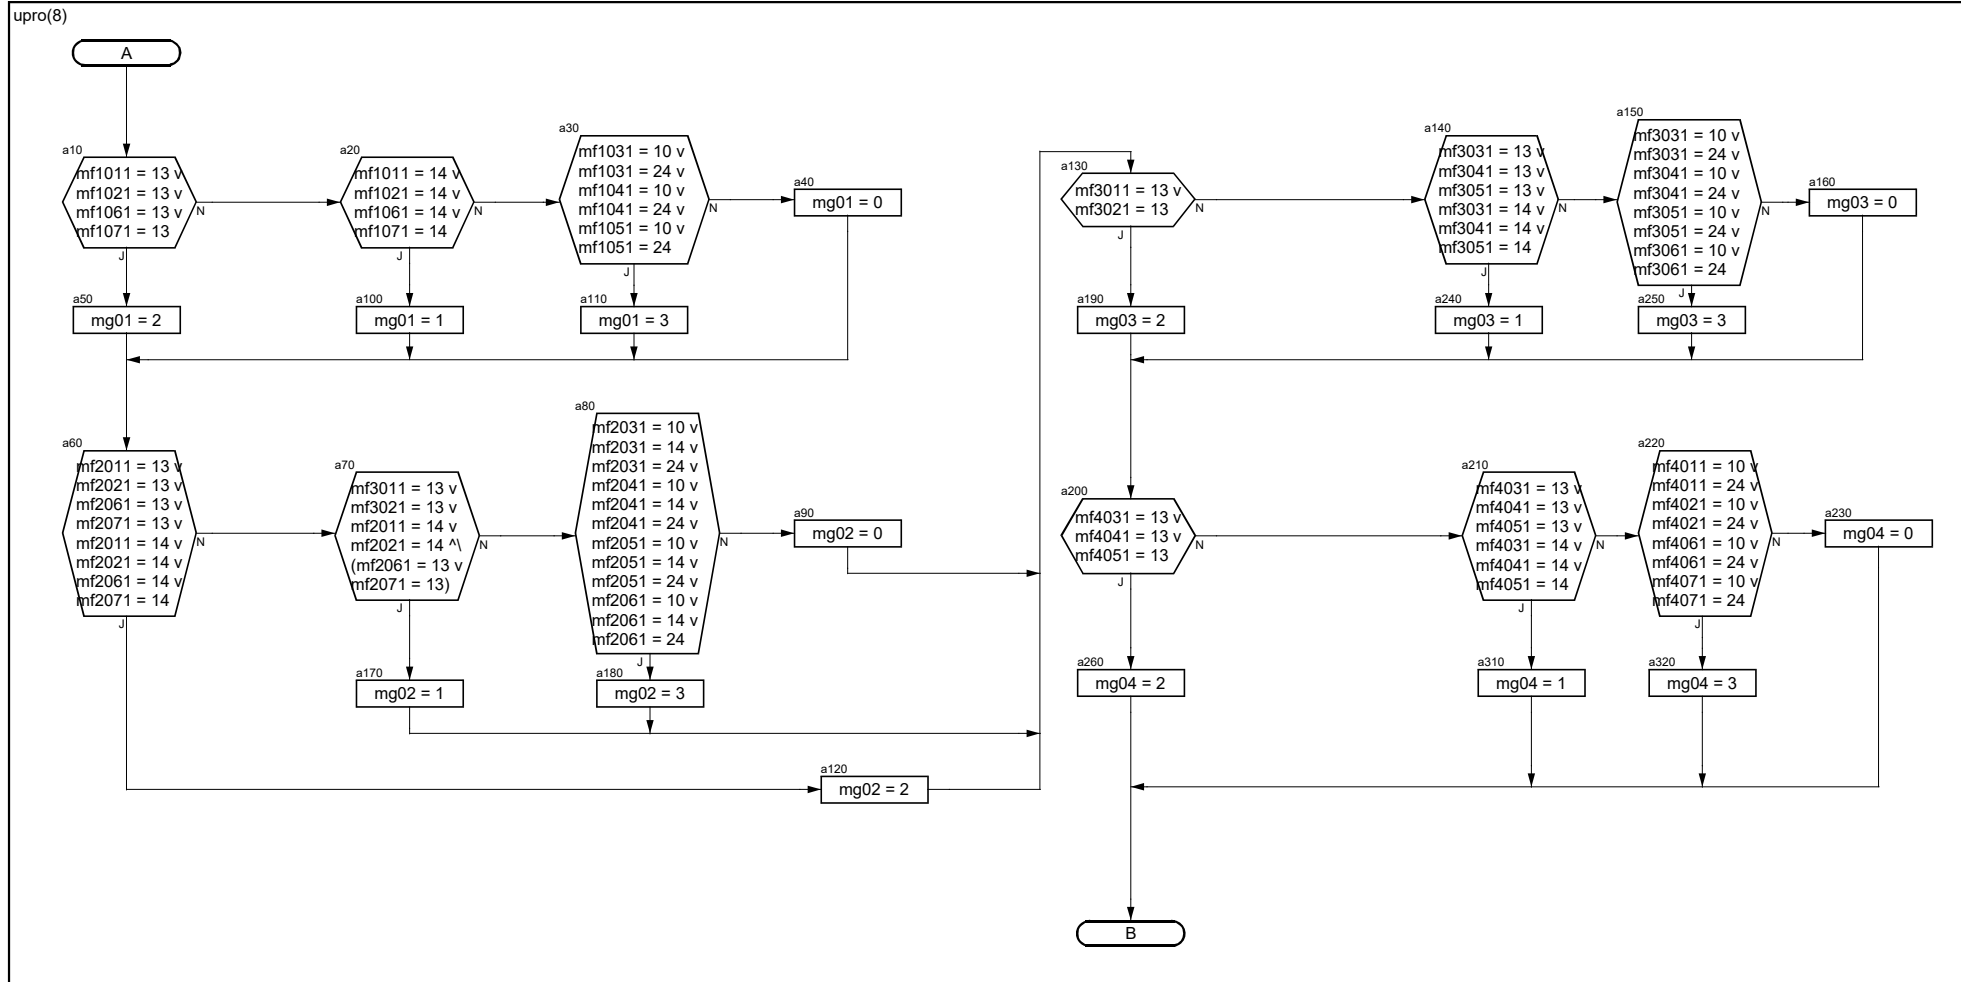 upro(8)
A
a10
mf1011 = 13 v
mf1021 = 13 v
mf1061 = 13 v
mf1071 = 13
N
J
a20
mf1011 = 14 v
mf1021 = 14 v
mf1061 = 14 v
mf1071 = 14
N
J
a30
mf1031 = 10 v
mf1031 = 24 v
mf1041 = 10 v
mf1041 = 24 v
mf1051 = 10 v
mf1051 = 24
N
J
a40
mg01 = 0
a50
mg01 = 2
a100
mg01 = 1
a110
mg01 = 3
a60
mf2011 = 13 v
mf2021 = 13 v
mf2061 = 13 v
mf2071 = 13 v
mf2011 = 14 v
mf2021 = 14 v
mf2061 = 14 v
mf2071 = 14
N
J
a70
mf3011 = 13 v
mf3021 = 13 v
mf2011 = 14 v
mf2021 = 14 ^\
(mf2061 = 13 v
mf2071 = 13)
N
J
a80
mf2031 = 10 v
mf2031 = 14 v
mf2031 = 24 v
mf2041 = 10 v
mf2041 = 14 v
mf2041 = 24 v
mf2051 = 10 v
mf2051 = 14 v
mf2051 = 24 v
mf2061 = 10 v
mf2061 = 14 v
mf2061 = 24
N
J
a90
mg02 = 0
a170
mg02 = 1
a180
mg02 = 3
a120
mg02 = 2
a130
mf3011 = 13 v
mf3021 = 13
N
J
a140
mf3031 = 13 v
mf3041 = 13 v
mf3051 = 13 v
mf3031 = 14 v
mf3041 = 14 v
mf3051 = 14
N
J
a150
mf3031 = 10 v
mf3031 = 24 v
mf3041 = 10 v
mf3041 = 24 v
mf3051 = 10 v
mf3051 = 24 v
mf3061 = 10 v
mf3061 = 24
N
J
a160
mg03 = 0
a190
mg03 = 2
a240
mg03 = 1
a250
mg03 = 3
a200
mf4031 = 13 v
mf4041 = 13 v
mf4051 = 13
N
J
a210
mf4031 = 13 v
mf4041 = 13 v
mf4051 = 13 v
mf4031 = 14 v
mf4041 = 14 v
mf4051 = 14
N
J
a220
mf4011 = 10 v
mf4011 = 24 v
mf4021 = 10 v
mf4021 = 24 v
mf4061 = 10 v
mf4061 = 24 v
mf4071 = 10 v
mf4071 = 24
N
J
a230
mg04 = 0
a260
mg04 = 2
a310
mg04 = 1
a320
mg04 = 3
B